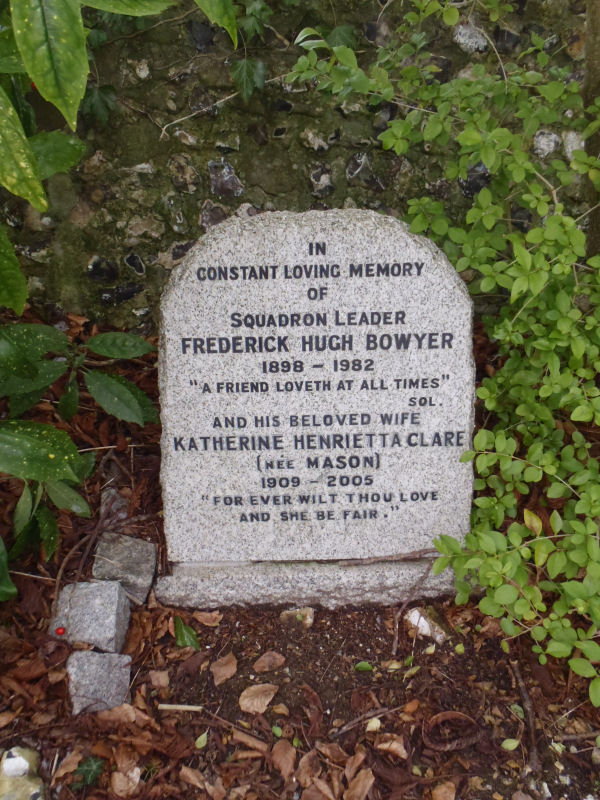 IN
CONSTANT LOVING MEMORY
OF
SQUADRON LEADER
FREDERICK HUGH BOWYER
1898 – 1982
"A FRIEND LOVETH AT ALL TIMES"
SOL.
AND HIS BELOVED WIFE
KATHERINE HENRIETTA CLARE
(NÉE MASON)
1909 – 2005
"FOR EVER WILT THOU LOVE
AND SHE BE FAIR."